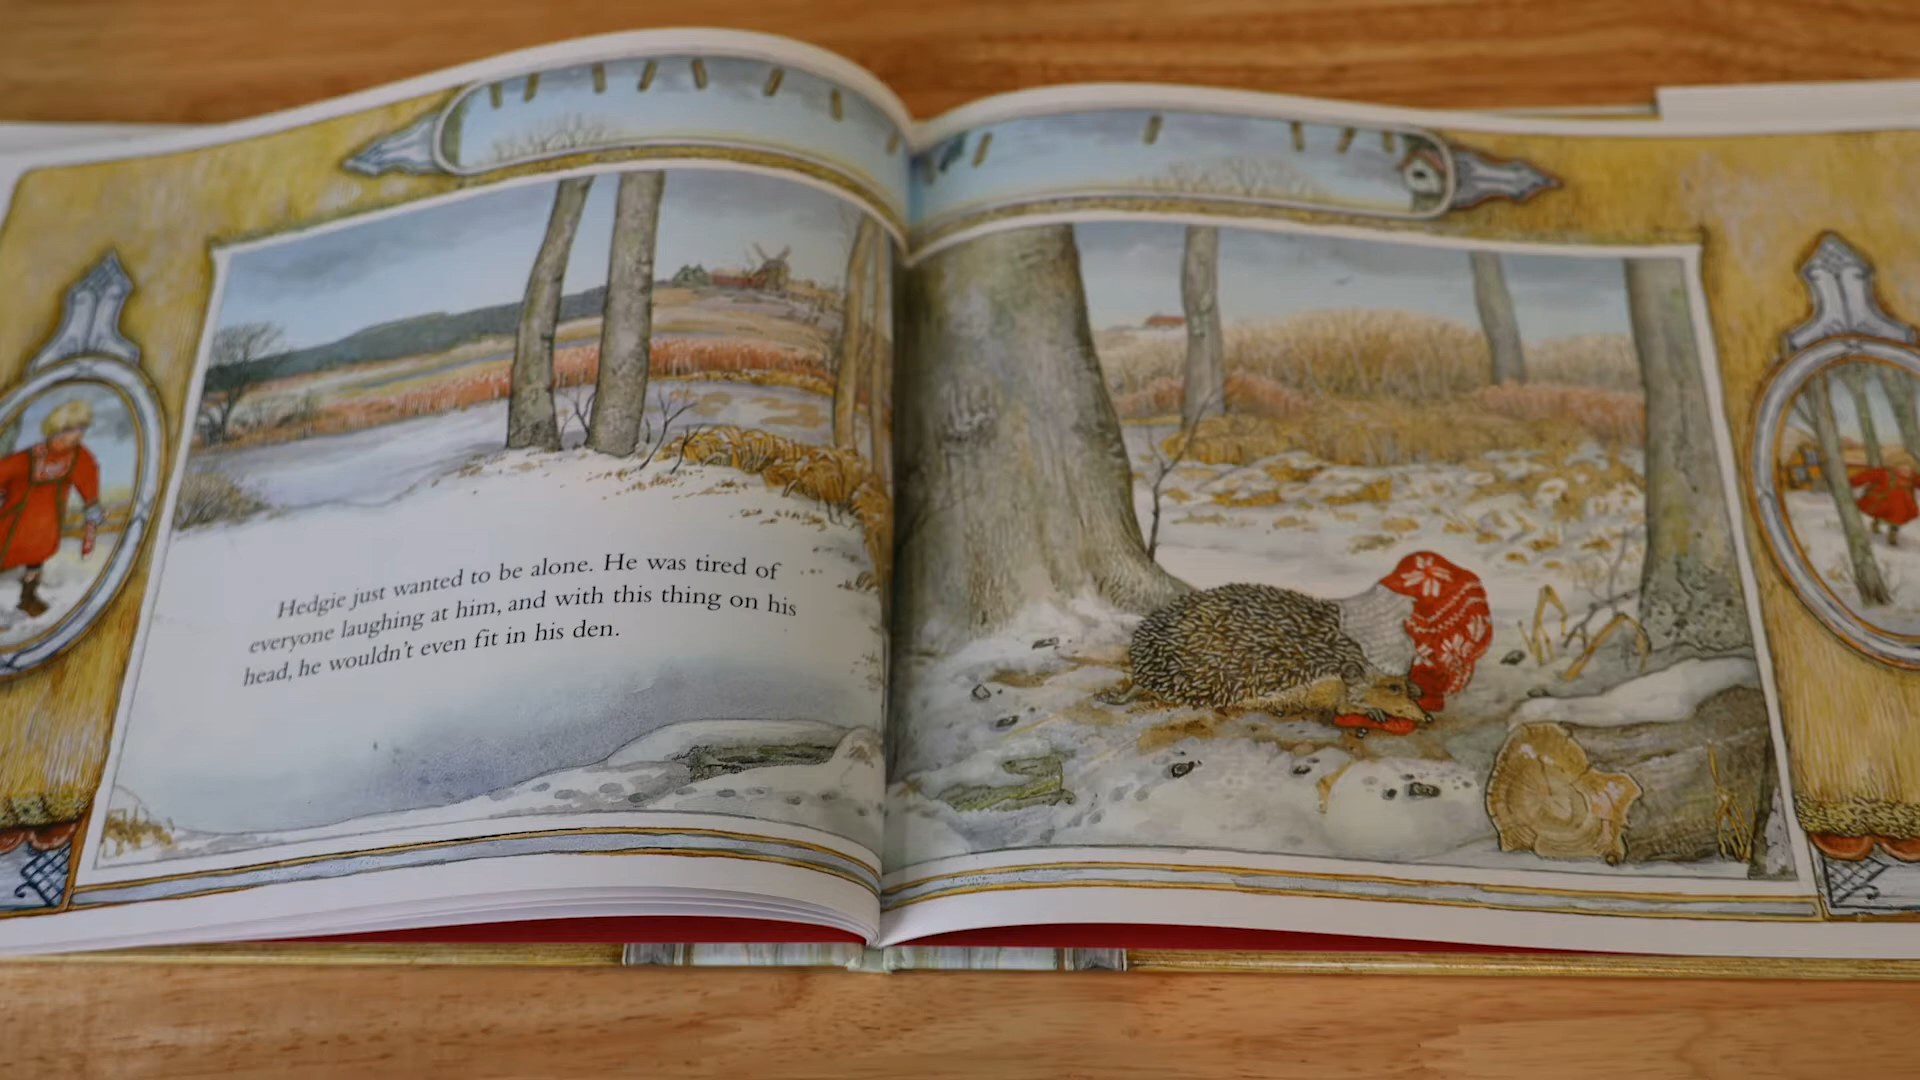 Hedgie just wanted to be alone. He was tired of
everyone laughing at him, and with this thing on his
head, he wouldn't even fit in his den.